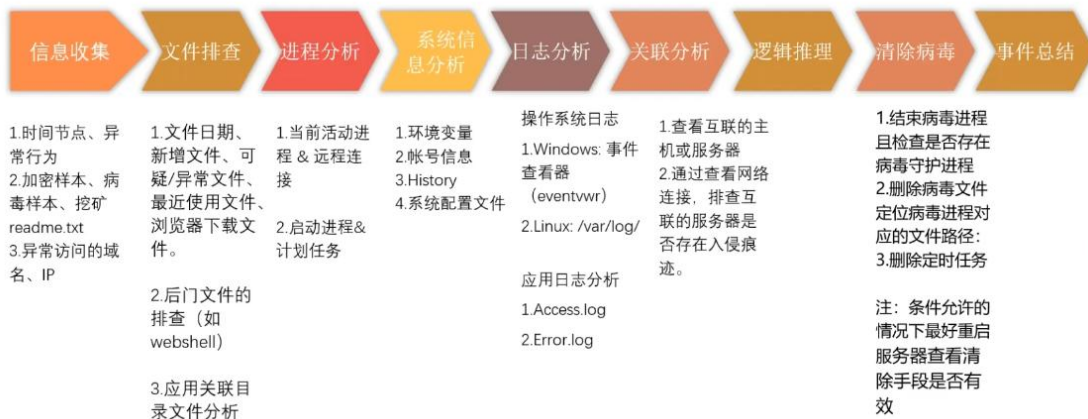 信息收集
文件排查
进程分析
系统信
息分析
日志分析
关联分析
逻辑推理
清除病毒
事件总结
1.时间节点、异
常行为
2.加密样本、病
毒样本、挖矿
readme.txt
3.异常访问的域
名、IP
1.文件日期、
新增文件、可
疑/异常文件、
最近使用文件、
浏览器下载文
件。
2.后门文件的
排查（如
webshell）
3.应用关联目
录文件分析
1.当前活动进
程 & 远程连
接
2.启动进程&
计划任务
1.环境变量
2.帐号信息
3.History
4.系统配置文件
操作系统日志
1.Windows: 事件
查看器
（eventvwr）
2.Linux: /var/log/
应用日志分析
1.Access.log
2.Error.log
1.查看互联的主
机或服务器
2.通过查看网络
连接，排查互
联的服务器是
否存在入侵痕
迹。
1.结束病毒进程
且检查是否存在
病毒守护进程
2.删除病毒文件
定位病毒进程对
应的文件路径：
3.删除定时任务
注：条件允许的
情况下最好重启
服务器查看清
除手段是否有
效